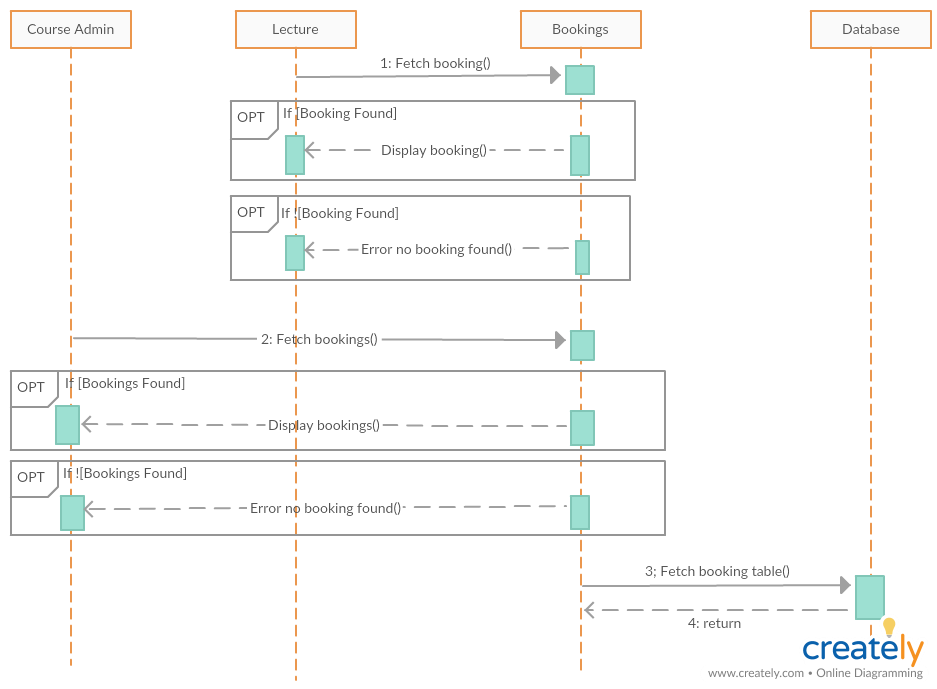 Course Admin
Lecture
Bookings
Database
1: Fetch booking()
OPT
If [Booking Found]
Display booking()
OPT
If ![Booking Found]
Error no booking found()
2: Fetch bookings()
OPT
If [Bookings Found]
Display bookings()
OPT
If ![Bookings Found]
Error no booking found()
3; Fetch booking table()
4: return
creately
www.creately.com • Online Diagramming